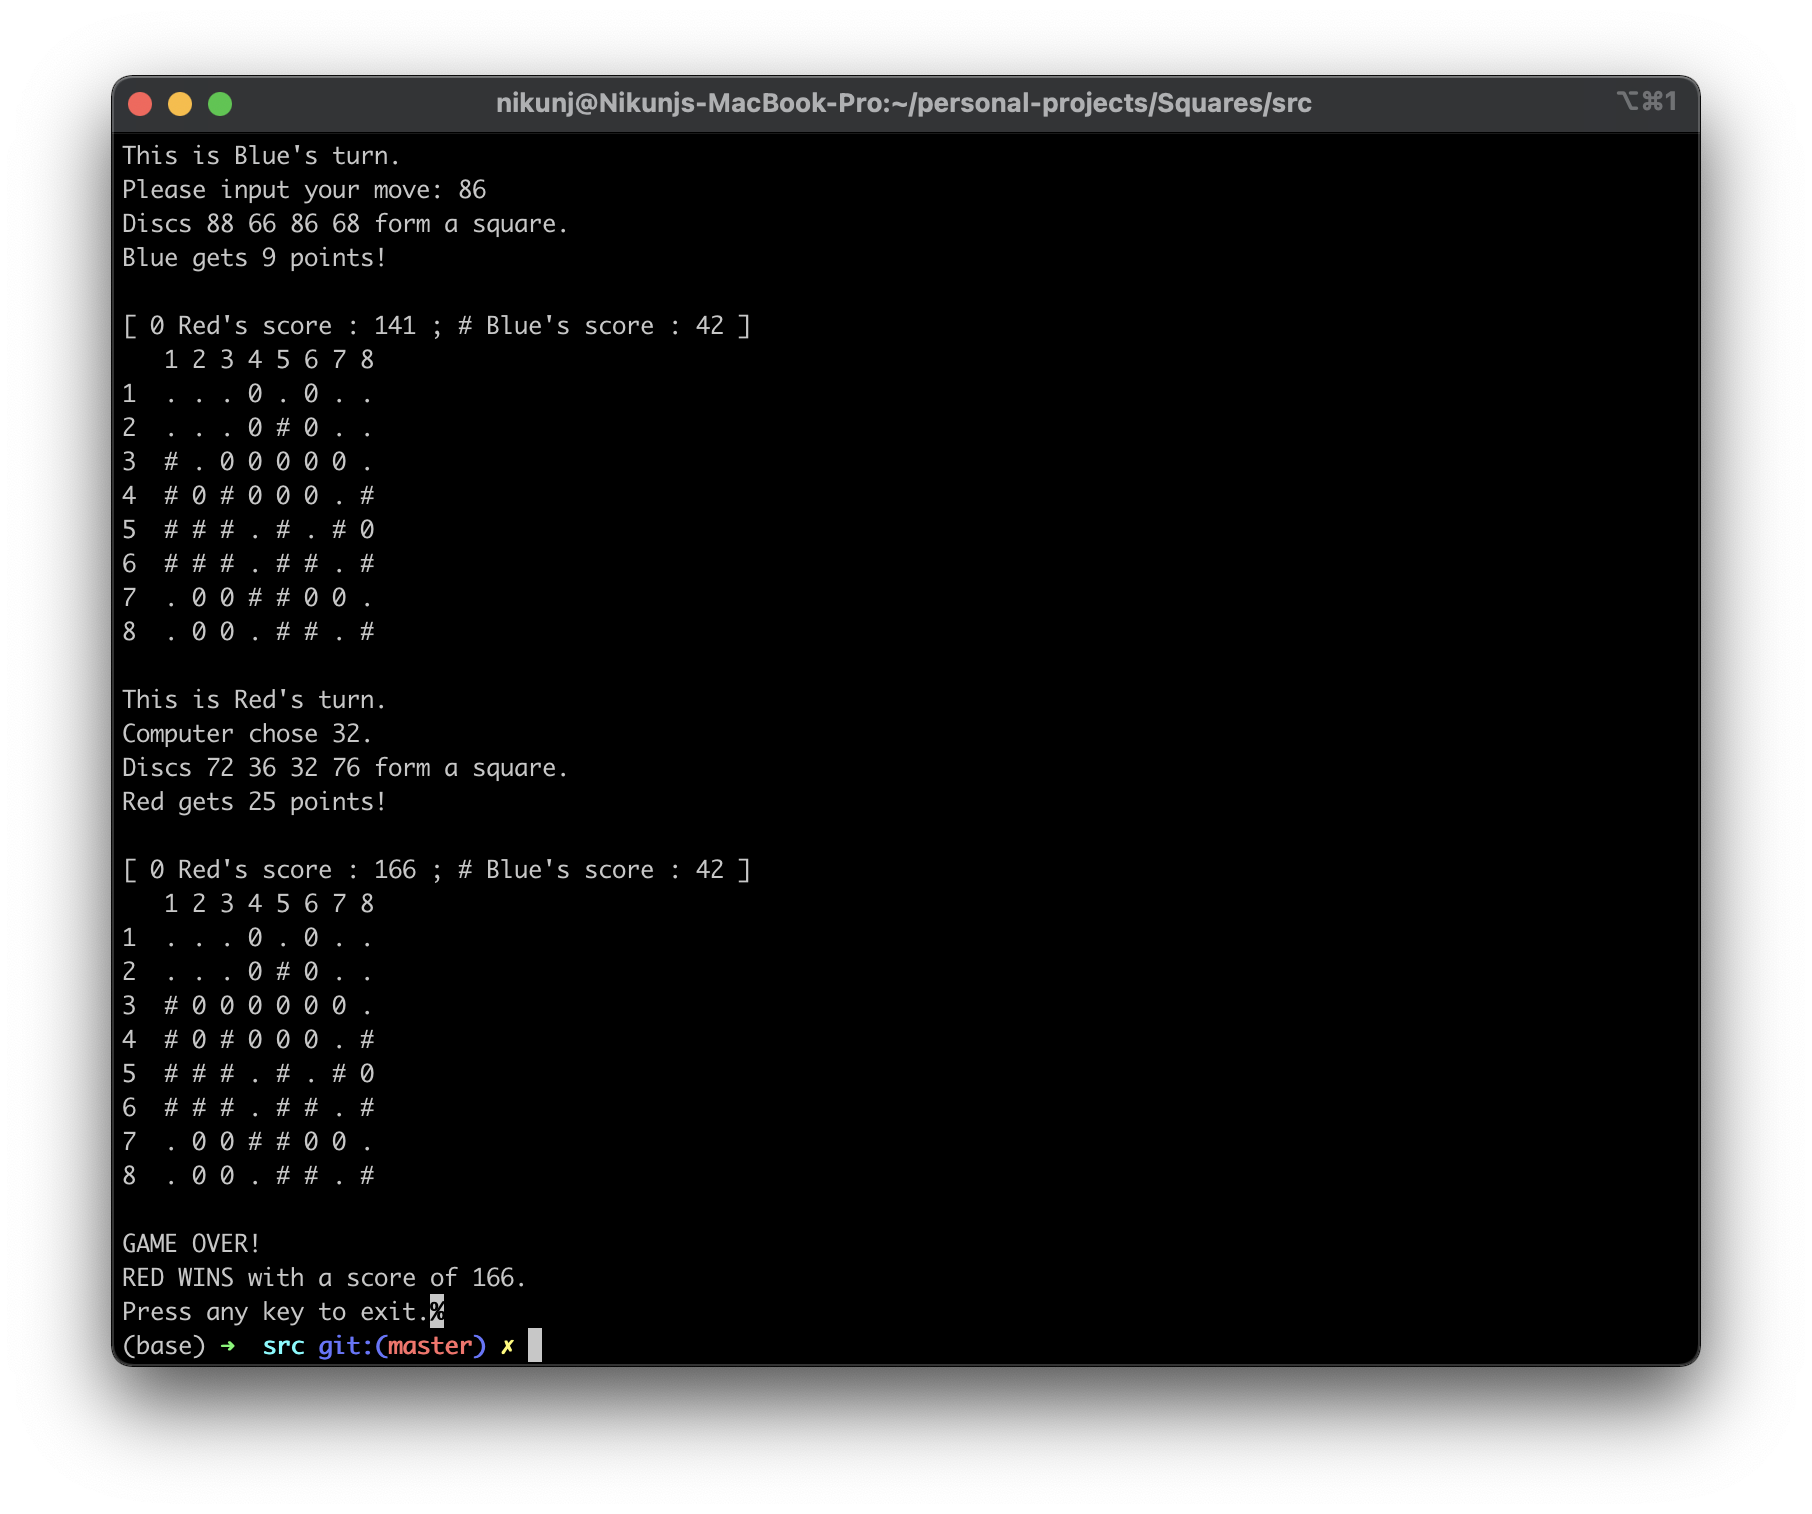 nikunj@Nikunjs-MacBook-Pro:~/personal-projects/Squares/src ⌥⌘1
This is Blue's turn.
Please input your move: 86
Discs 88 66 86 68 form a square.
Blue gets 9 points!
[ 0 Red's score : 141 ; # Blue's score : 42 ]
   1 2 3 4 5 6 7 8
1  . . . 0 . 0 . .
2  . . . 0 # 0 . .
3  # . 0 0 0 0 0 .
4  # 0 # 0 0 0 . #
5  # # # . # . # 0
6  # # # . # # . #
7  . 0 0 # # 0 0 .
8  . 0 0 . # # . #
This is Red's turn.
Computer chose 32.
Discs 72 36 32 76 form a square.
Red gets 25 points!
[ 0 Red's score : 166 ; # Blue's score : 42 ]
   1 2 3 4 5 6 7 8
1  . . . 0 . 0 . .
2  . . . 0 # 0 . .
3  # 0 0 0 0 0 0 .
4  # 0 # 0 0 0 . #
5  # # # . # . # 0
6  # # # . # # . #
7  . 0 0 # # 0 0 .
8  . 0 0 . # # . #
GAME OVER!
RED WINS with a score of 166.
Press any key to exit.%
(base) ➜  src git:(master) ✗